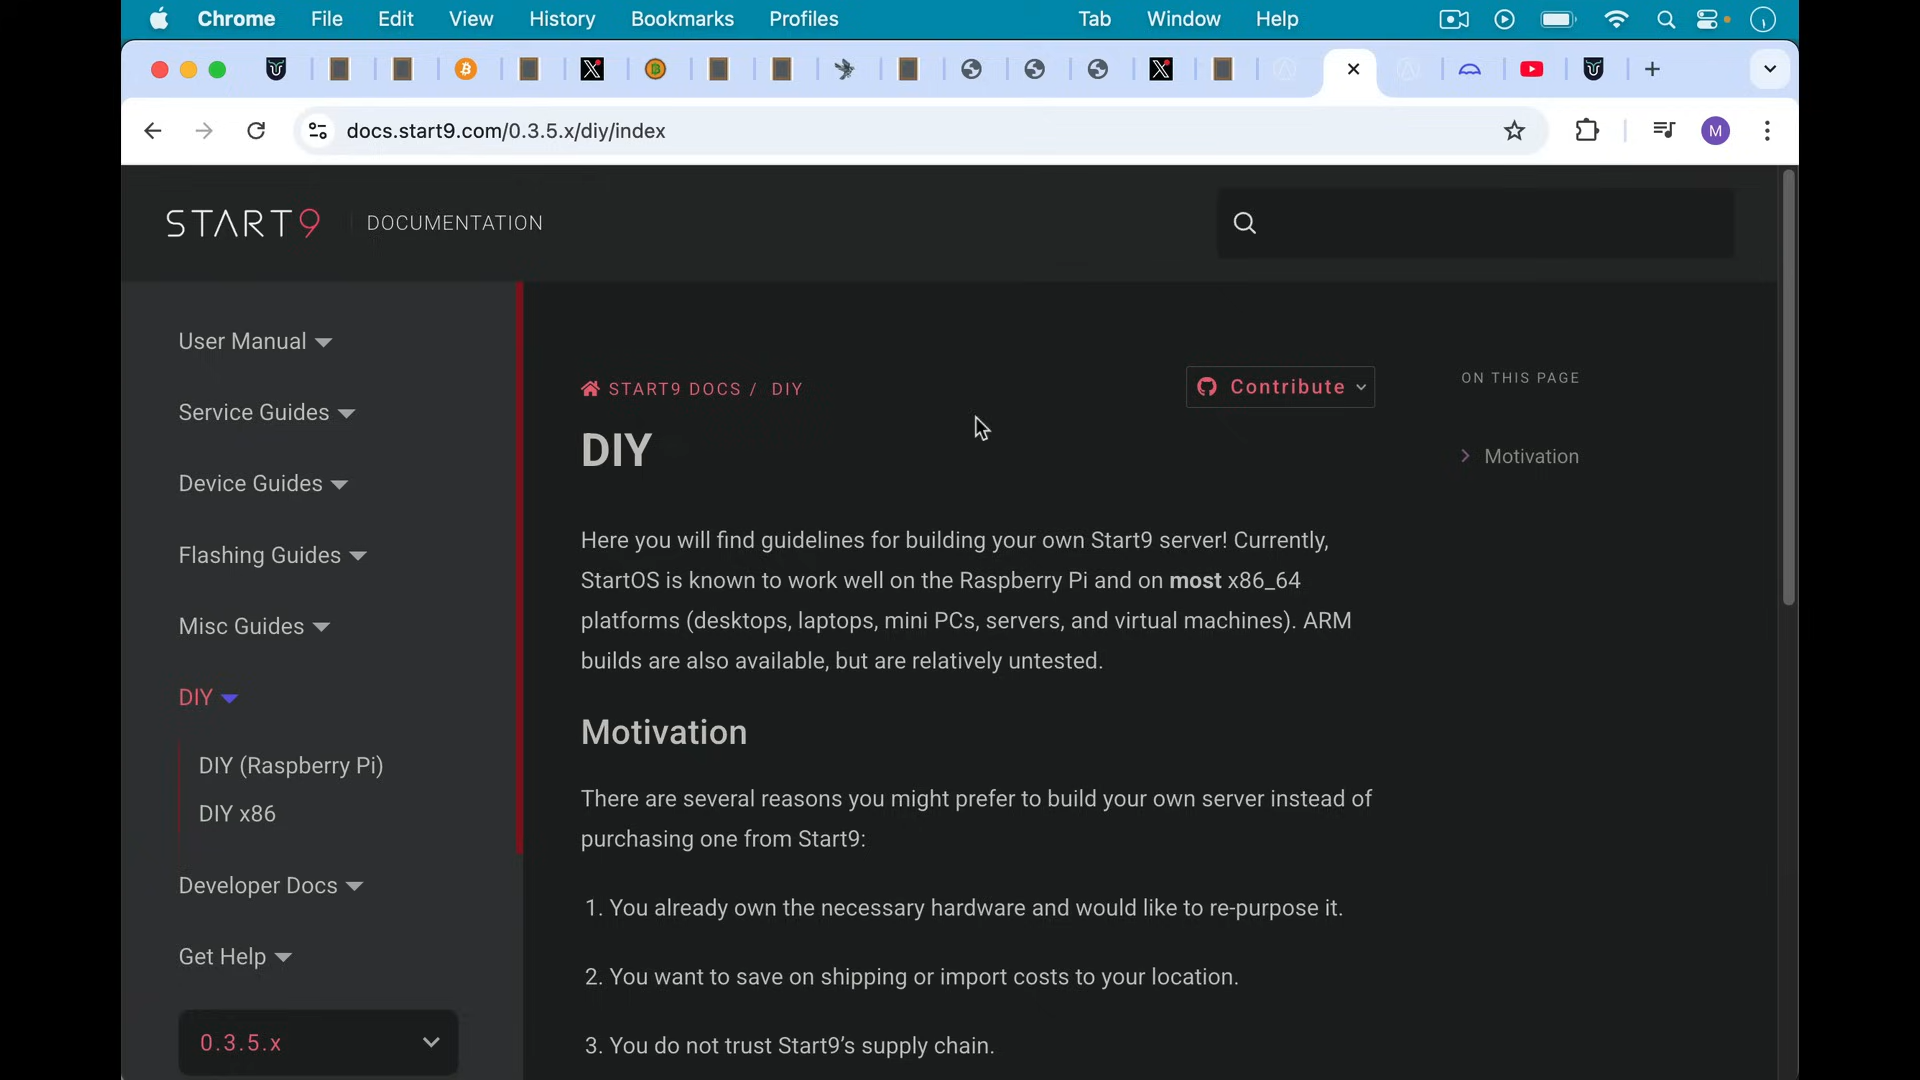 Chrome File Edit View History Bookmarks Profiles Tab Window Help
docs.start9.com/0.3.5.x/diy/index
M
START9 DOCUMENTATION
User Manual
Service Guides
Device Guides
Flashing Guides
Misc Guides
DIY
DIY (Raspberry Pi)
DIY x86
Developer Docs
Get Help
0.3.5.x
START9 DOCS / DIY
Contribute
DIY
Here you will find guidelines for building your own Start9 server! Currently,
StartOS is known to work well on the Raspberry Pi and on most x86_64
platforms (desktops, laptops, mini PCs, servers, and virtual machines). ARM
builds are also available, but are relatively untested.
Motivation
There are several reasons you might prefer to build your own server instead of
purchasing one from Start9:
1. You already own the necessary hardware and would like to re-purpose it.
2. You want to save on shipping or import costs to your location.
3. You do not trust Start9’s supply chain.
ON THIS PAGE
Motivation